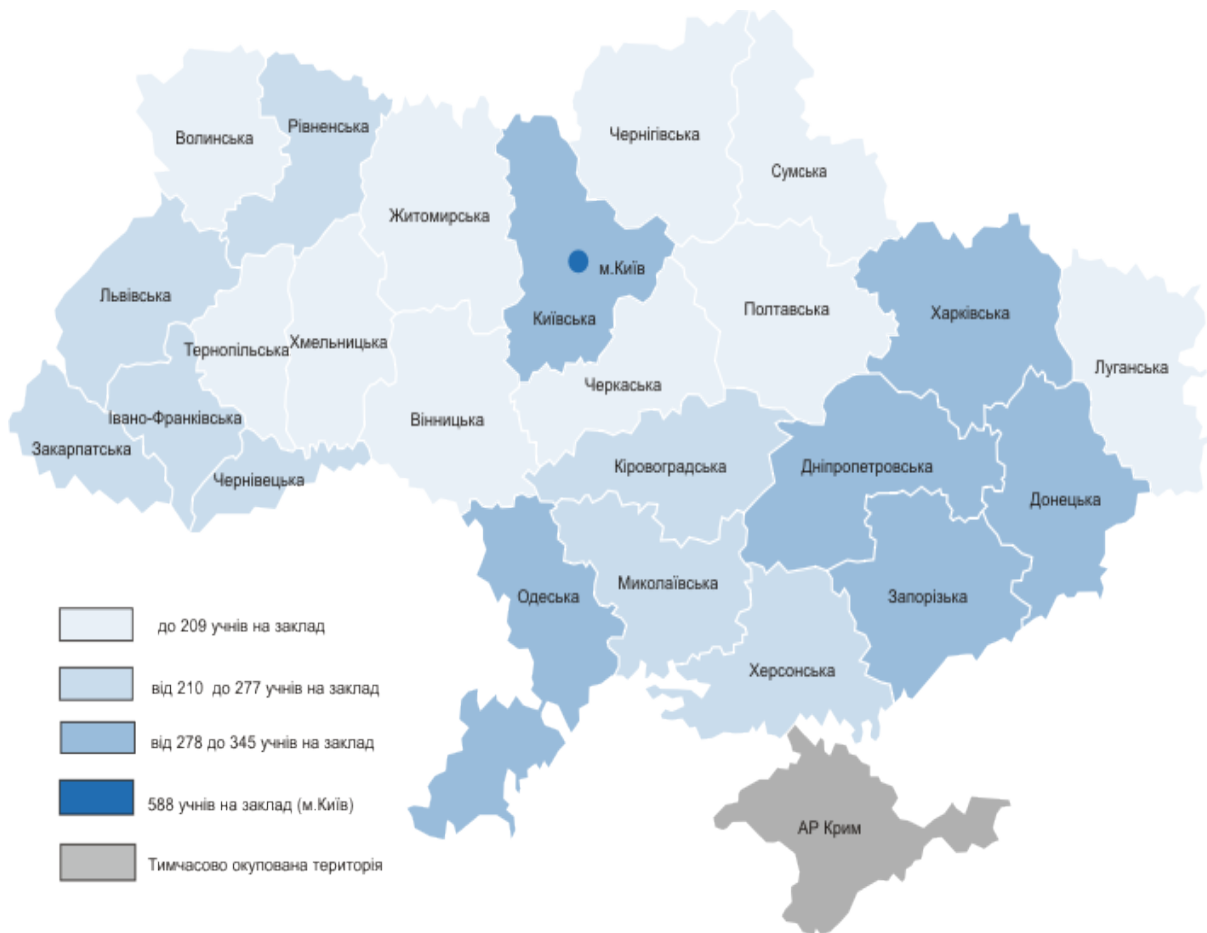 Волинська
Рівненська
Чернігівська
Сумська
Житомирська
м.Київ
Київська
Львівська
Тернопільська
Хмельницька
Полтавська
Харківська
Луганська
Черкаська
Вінницька
Івано-Франківська
Закарпатська
Чернівецька
Кіровоградська
Дніпропетровська
Донецька
Одеська
Миколаївська
Запорізька
Херсонська
АР Крим
до 209 учнів на заклад
від 210 до 277 учнів на заклад
від 278 до 345 учнів на заклад
588 учнів на заклад (м.Київ)
Тимчасово окупована територія